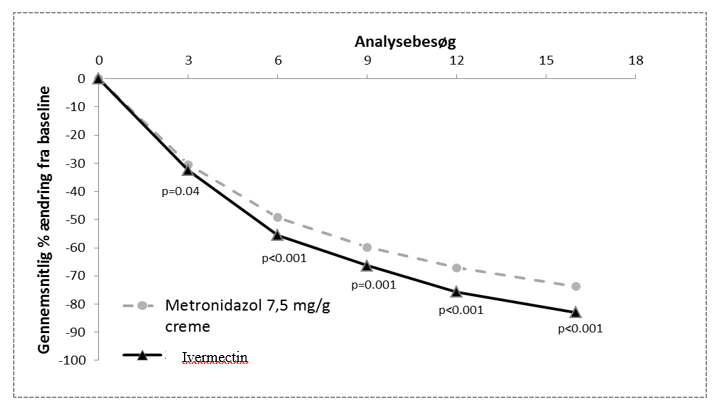 Analysebesøg
0 3 6 9 12 15 18
Gennemsnitlig % ændring fra baseline
0
-10
-20
-30
-40
-50
-60
-70
-80
-90
-100
p=0.04
p<0.001
p=0.001
p<0.001
p<0.001
Metronidazol 7,5 mg/g
creme
Ivermectin